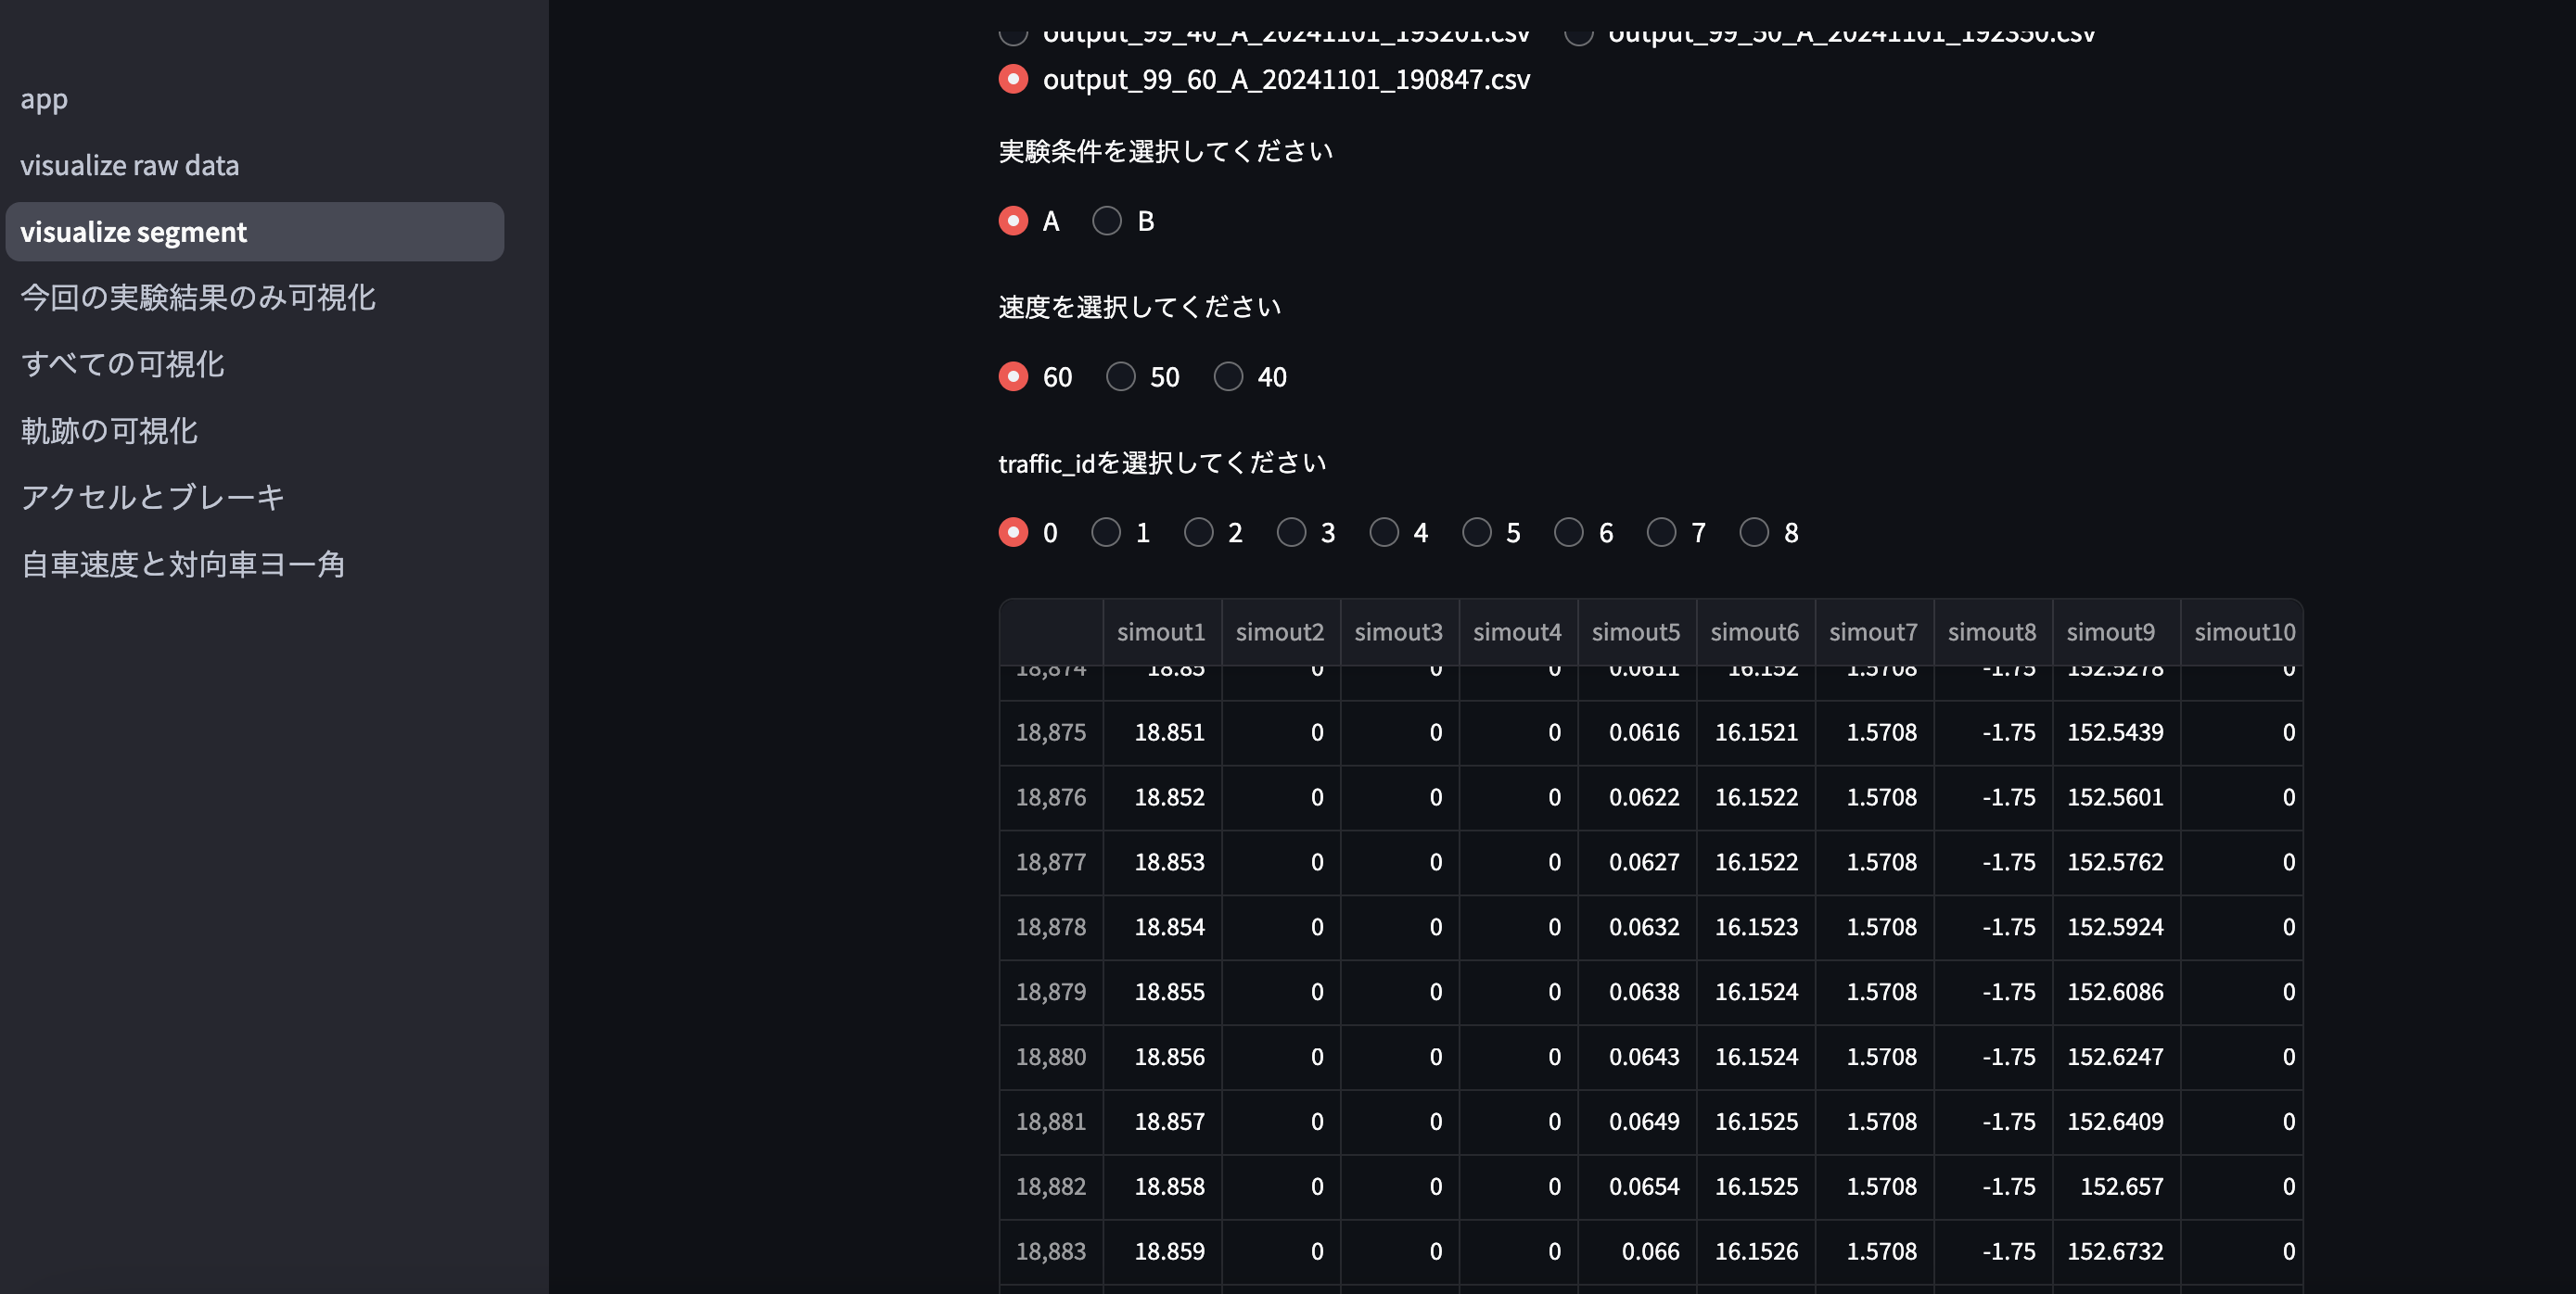 app
visualize raw data
visualize segment
今回の実験結果のみ可視化
すべての可視化
軌跡の可視化
アクセルとブレーキ
自車速度と対向車ヨー角
output_99_40_A_20241101_193201.csv output_99_50_A_20241101_192350.csv
output_99_60_A_20241101_190847.csv
実験条件を選択してください
A B
速度を選択してください
60 50 40
traffic_idを選択してください
0 1 2 3 4 5 6 7 8
simout1 simout2 simout3 simout4 simout5 simout6 simout7 simout8 simout9 simout10
18,874 18.85 0 0 0 0.0611 16.152 1.5708 -1.75 152.5278 0
18,875 18.851 0 0 0 0.0616 16.1521 1.5708 -1.75 152.5439 0
18,876 18.852 0 0 0 0.0622 16.1522 1.5708 -1.75 152.5601 0
18,877 18.853 0 0 0 0.0627 16.1522 1.5708 -1.75 152.5762 0
18,878 18.854 0 0 0 0.0632 16.1523 1.5708 -1.75 152.5924 0
18,879 18.855 0 0 0 0.0638 16.1524 1.5708 -1.75 152.6086 0
18,880 18.856 0 0 0 0.0643 16.1524 1.5708 -1.75 152.6247 0
18,881 18.857 0 0 0 0.0649 16.1525 1.5708 -1.75 152.6409 0
18,882 18.858 0 0 0 0.0654 16.1525 1.5708 -1.75 152.657 0
18,883 18.859 0 0 0 0.066 16.1526 1.5708 -1.75 152.6732 0